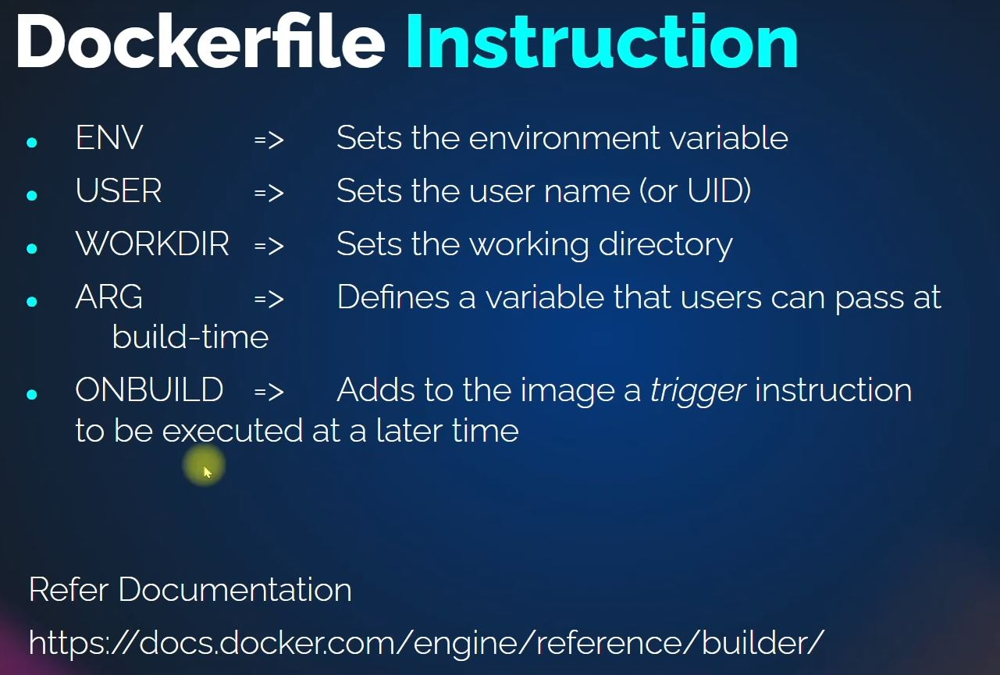 Dockerfile Instruction
• ENV => Sets the environment variable
• USER => Sets the user name (or UID)
• WORKDIR => Sets the working directory
• ARG => Defines a variable that users can pass at
build-time
• ONBUILD => Adds to the image a trigger instruction
to be executed at a later time
Refer Documentation
https://docs.docker.com/engine/reference/builder/